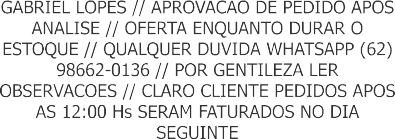 GABRIEL LOPES // APROVACAO DE PEDIDO APOS
ANALISE // OFERTA ENQUANTO DURAR O
ESTOQUE // QUALQUER DUVIDA WHATSAPP (62)
98662-0136 // POR GENTILEZA LER
OBSERVACOES // CLARO CLIENTE PEDIDOS APOS
AS 12:00 Hs SERAM FATURADOS NO DIA
SEGUINTE